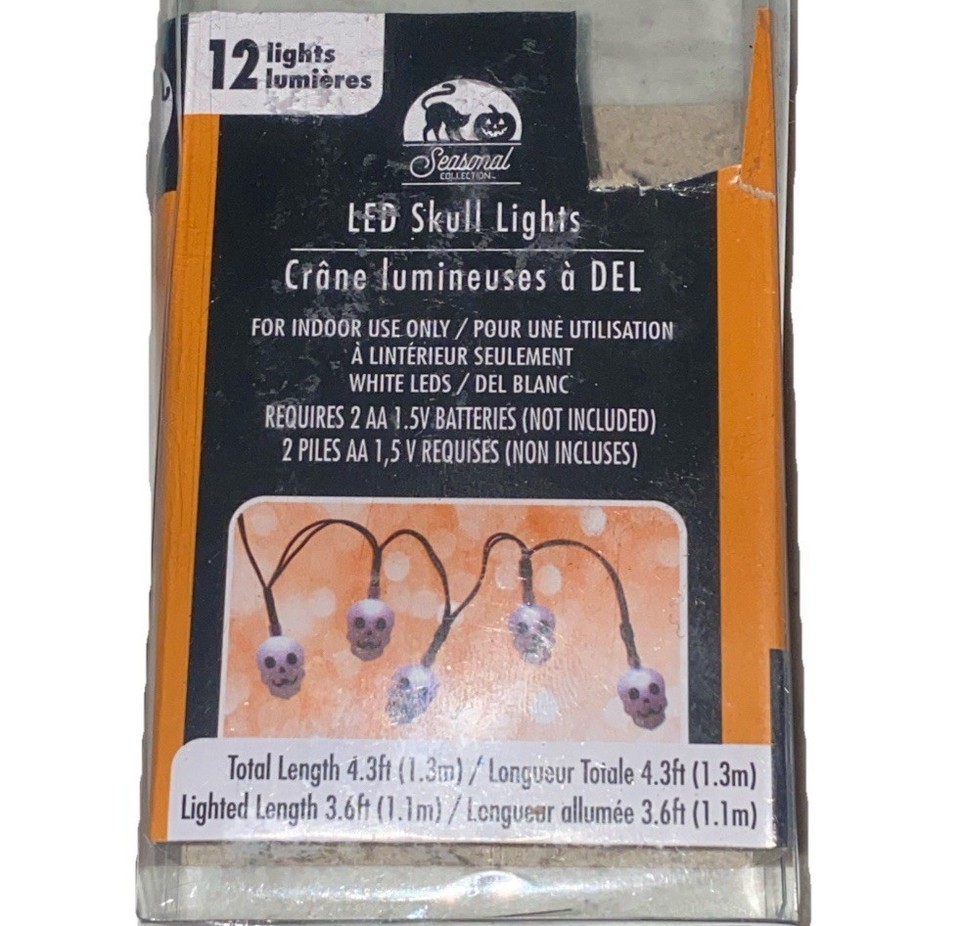 12 lights
lumières
Seasonal
COLLECTION™
LED Skull Lights
Crâne lumineuses à DEL
FOR INDOOR USE ONLY / POUR UNE UTILISATION
À LINTÉRIEUR SEULEMENT
WHITE LEDS / DEL BLANC
REQUIRES 2 AA 1.5V BATTERIES (NOT INCLUDED)
2 PILES AA 1,5 V REQUISES (NON INCLUSES)
Total Length 4.3ft (1.3m) / Longueur Totale 4.3ft (1.3m)
Lighted Length 3.6ft (1.1m) / Longueur allumée 3.6ft (1.1m)